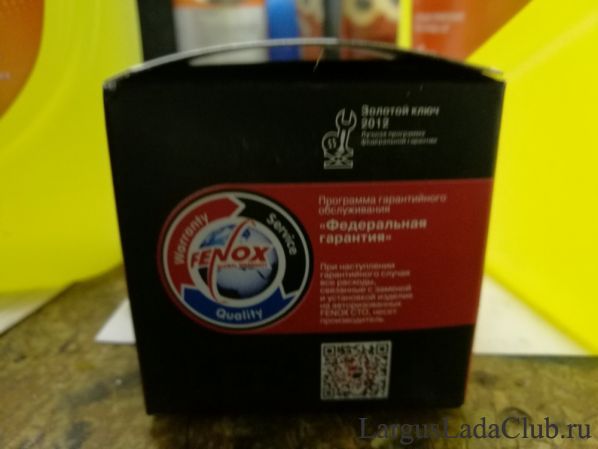 Золотой ключ
2012
Лучшая программа
федеральной гарантии
Программа гарантийного
обслуживания
«Федеральная
гарантия»
Warranty
Service
FENOX
Quality
При наступлении
гарантийного случая
все расходы,
связанные с заменой
и установкой изделия
на авторизованных
FENOX СТО, несет
производитель.
LargusLadaClub.ru